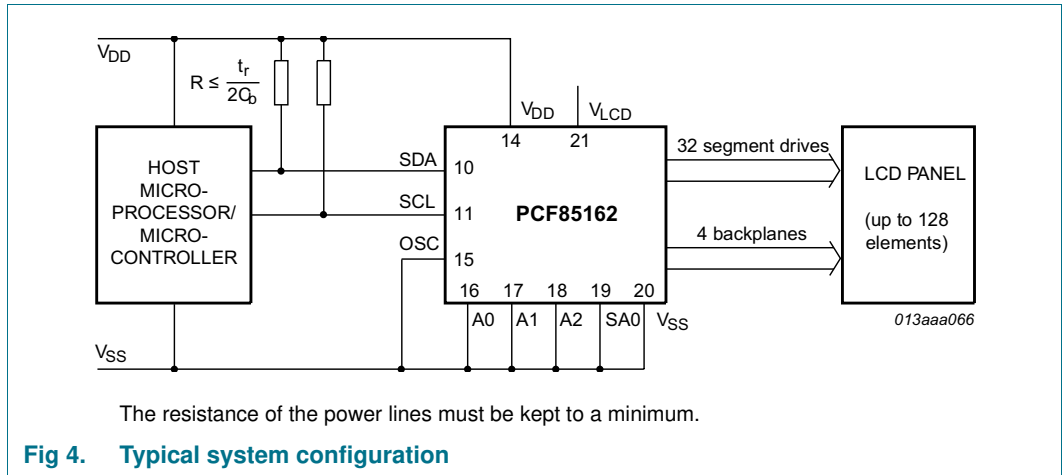 VDD
R ≤ tr
2Cb
VDD
VLCD
14
21
HOST
MICRO-
PROCESSOR/
MICRO-
CONTROLLER
SDA
10
SCL
11
OSC
15
PCF85162
32 segment drives
4 backplanes
LCD PANEL
(up to 128
elements)
16 17 18 19 20
A0 A1 A2 SA0 VSS
013aaa066
VSS
The resistance of the power lines must be kept to a minimum.
Fig 4. Typical system configuration